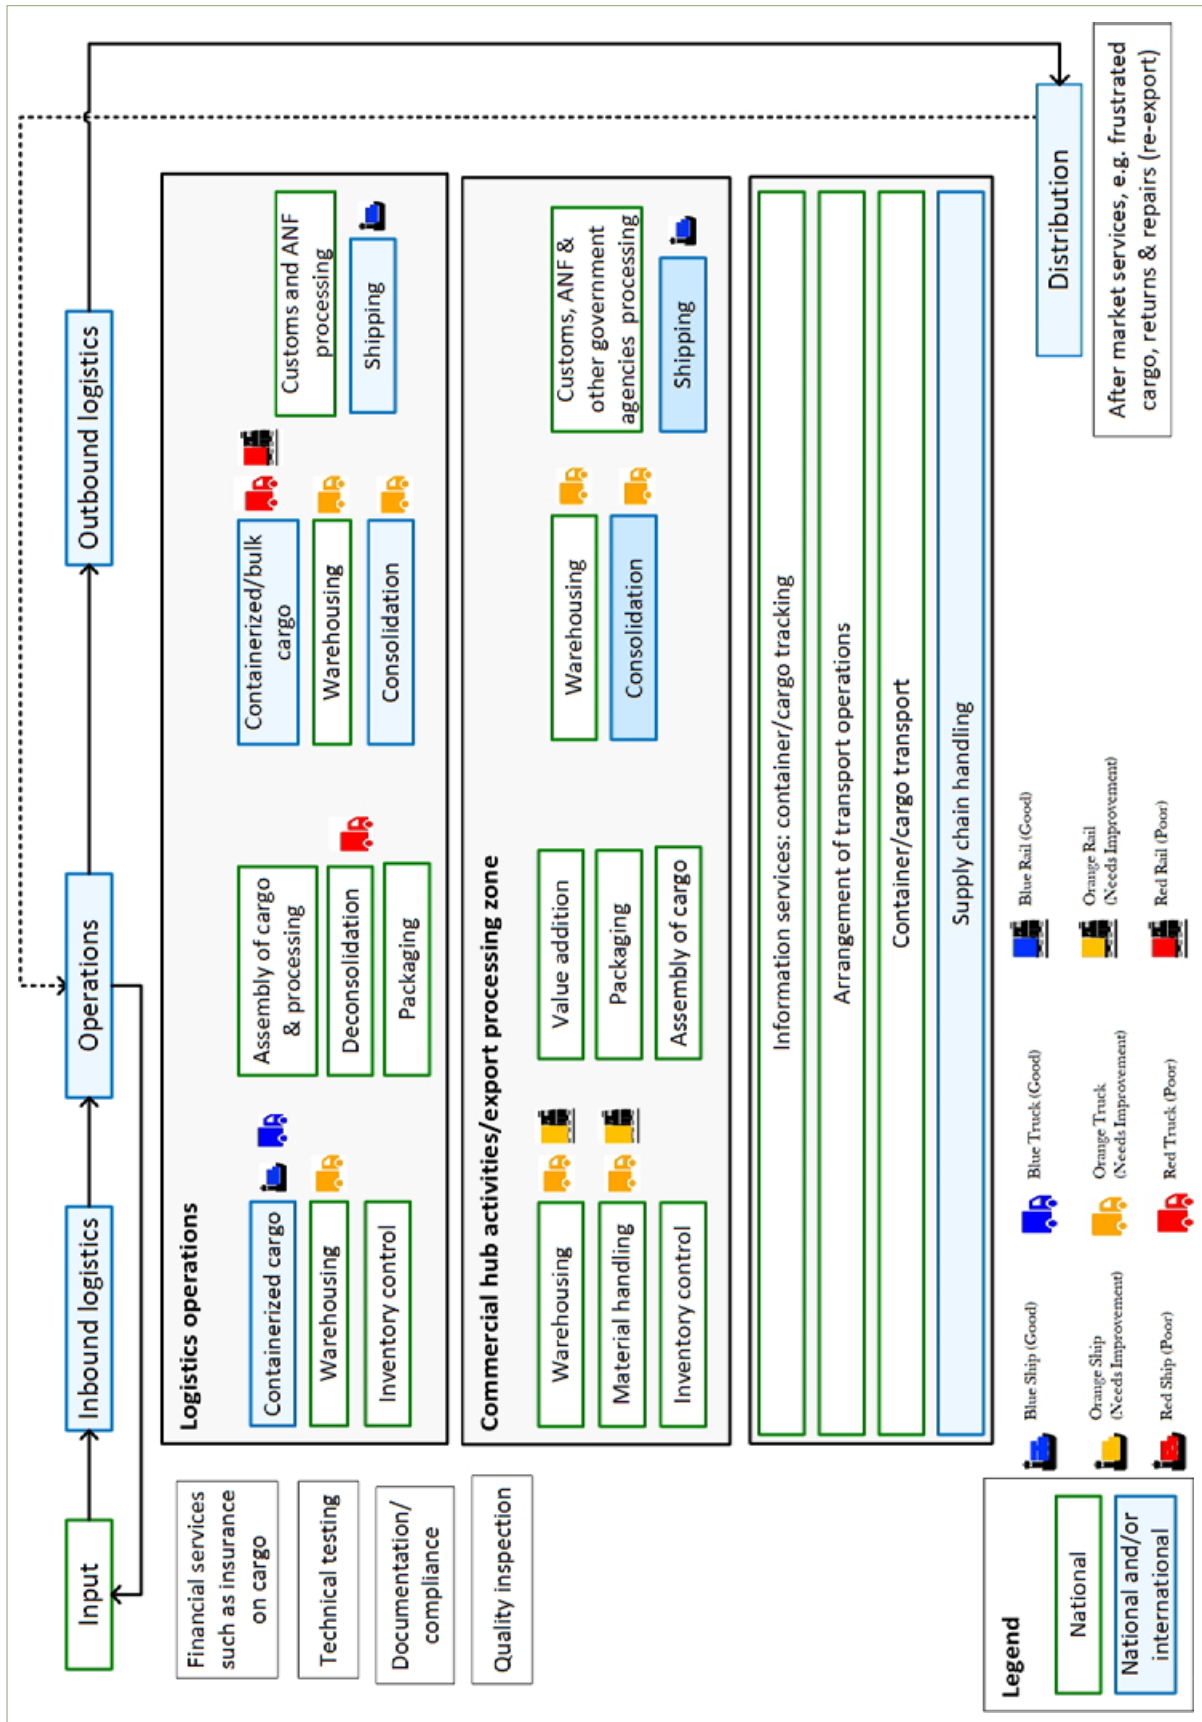 Input
Inbound logistics
Operations
Outbound logistics
Financial services
such as insurance
on cargo
Technical testing
Documentation/
compliance
Quality inspection
Logistics operations
Containerized cargo
Warehousing
Inventory control
Assembly of cargo
& processing
Deconsolidation
Packaging
Containerized/bulk
cargo
Warehousing
Consolidation
Customs and ANF
processing
Shipping
Commercial hub activities/export processing zone
Warehousing
Material handling
Inventory control
Value addition
Packaging
Assembly of cargo
Warehousing
Consolidation
Customs, ANF &
other government
agencies processing
Shipping
Information services: container/cargo tracking
Arrangement of transport operations
Container/cargo transport
Supply chain handling
Distribution
After market services, e.g. frustrated
cargo, returns & repairs (re-export)
Legend
National
National and/or
international
Blue Ship (Good)
Orange Ship
(Needs Improvement)
Red Ship (Poor)
Blue Truck (Good)
Orange Truck
(Needs Improvement)
Red Truck (Poor)
Blue Rail (Good)
Orange Rail
(Needs Improvement)
Red Rail (Poor)